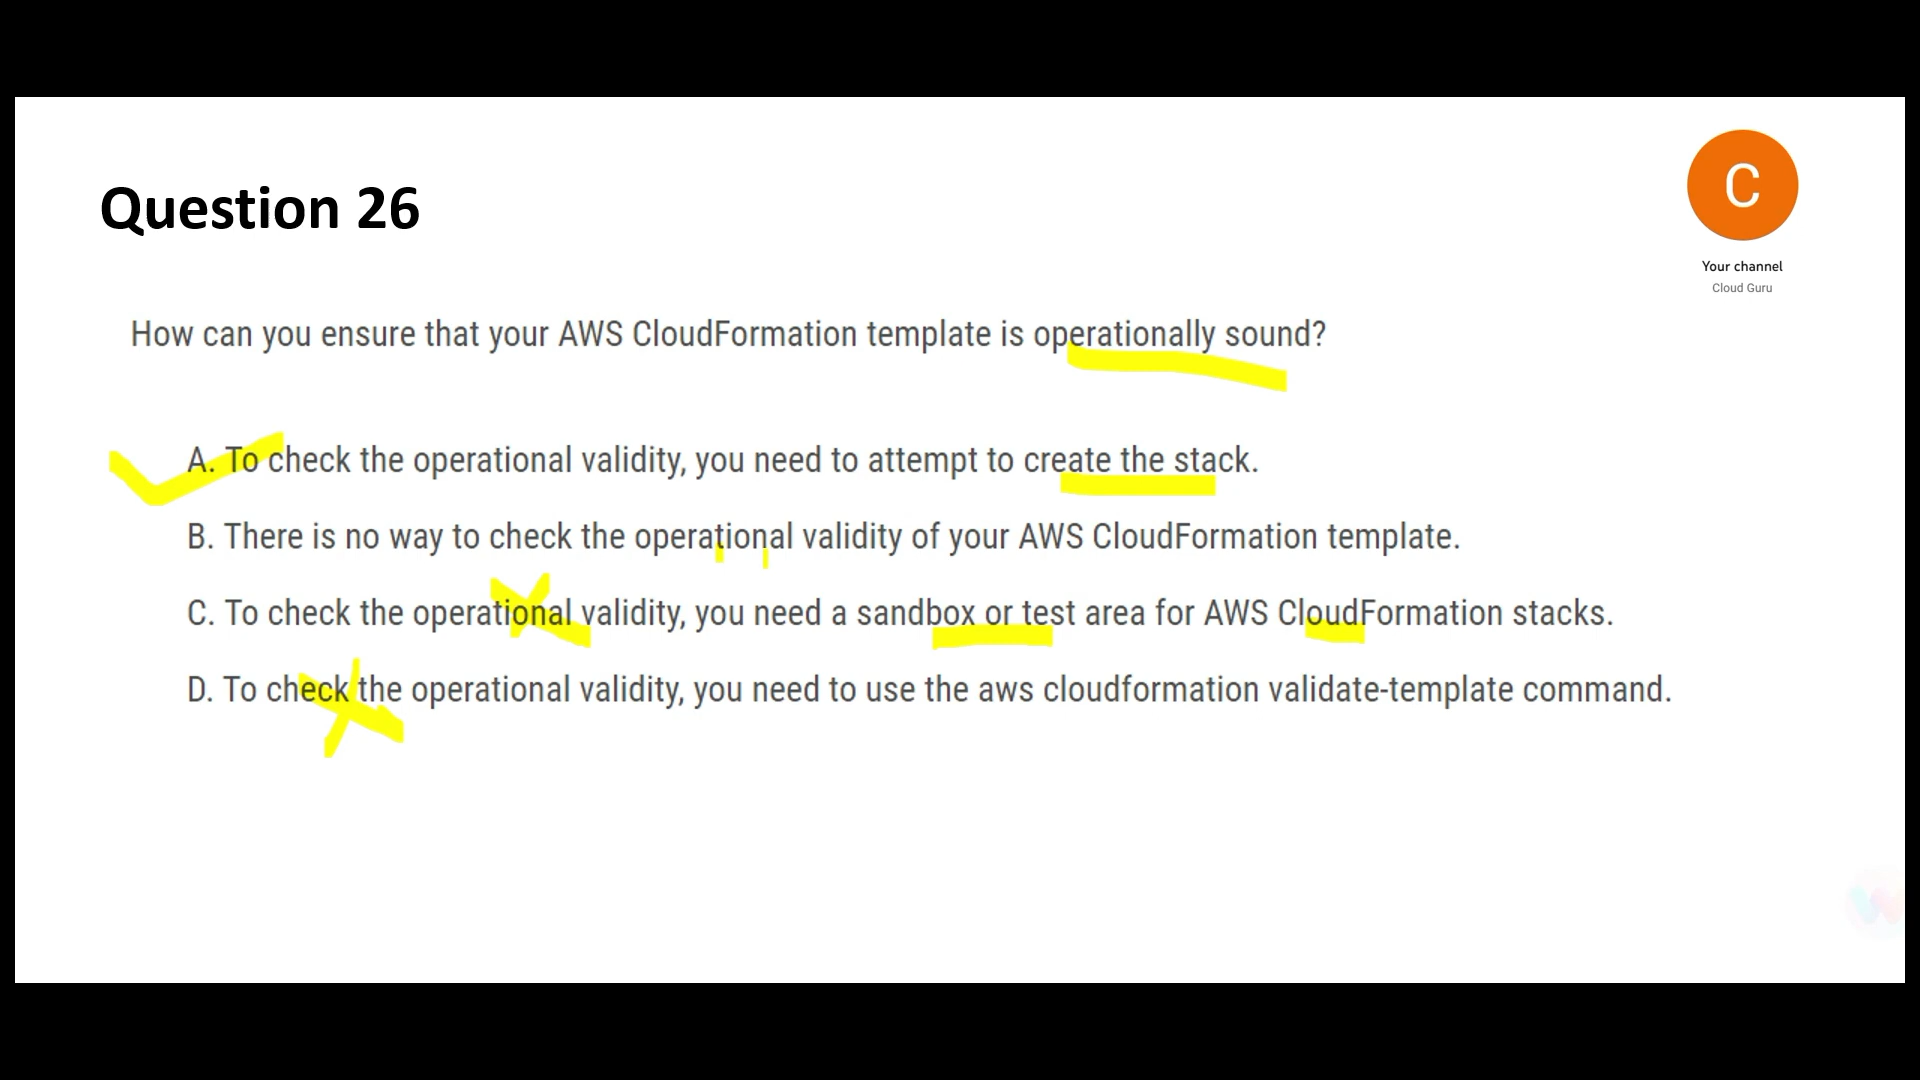 C
Your channel
Cloud Guru
Question 26
How can you ensure that your AWS CloudFormation template is operationally sound?
A. To check the operational validity, you need to attempt to create the stack.
B. There is no way to check the operational validity of your AWS CloudFormation template.
C. To check the operational validity, you need a sandbox or test area for AWS CloudFormation stacks.
D. To check the operational validity, you need to use the aws cloudformation validate-template command.